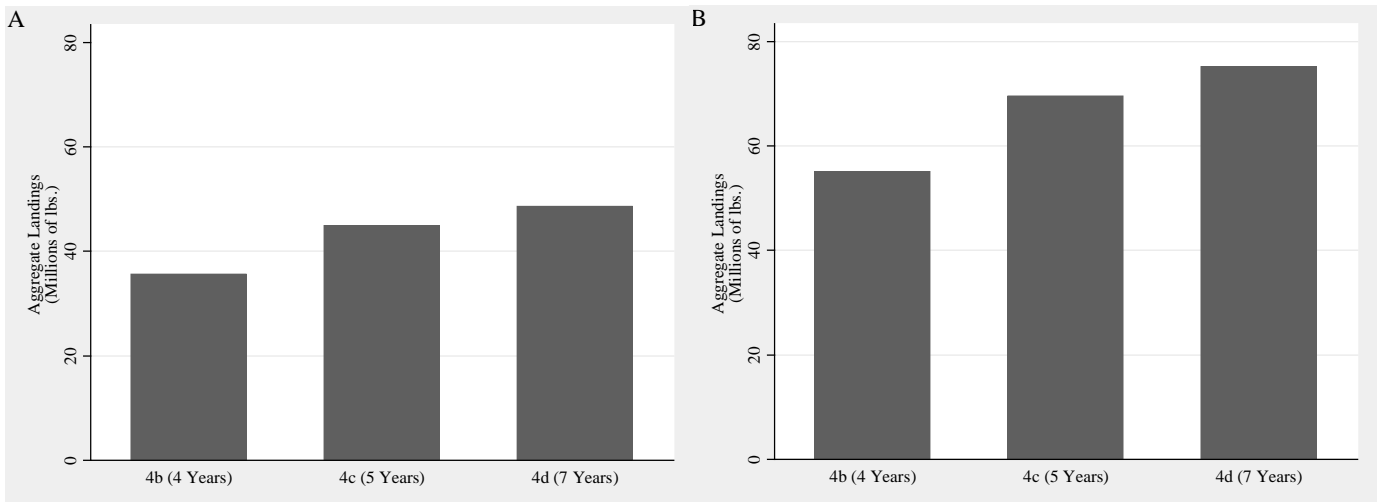 A
Aggregate Landings
(Millions of lbs.)
80
60
40
20
0
4b (4 Years)
4c (5 Years)
4d (7 Years)
B
Aggregate Landings
(Millions of lbs.)
80
60
40
20
0
4b (4 Years)
4c (5 Years)
4d (7 Years)